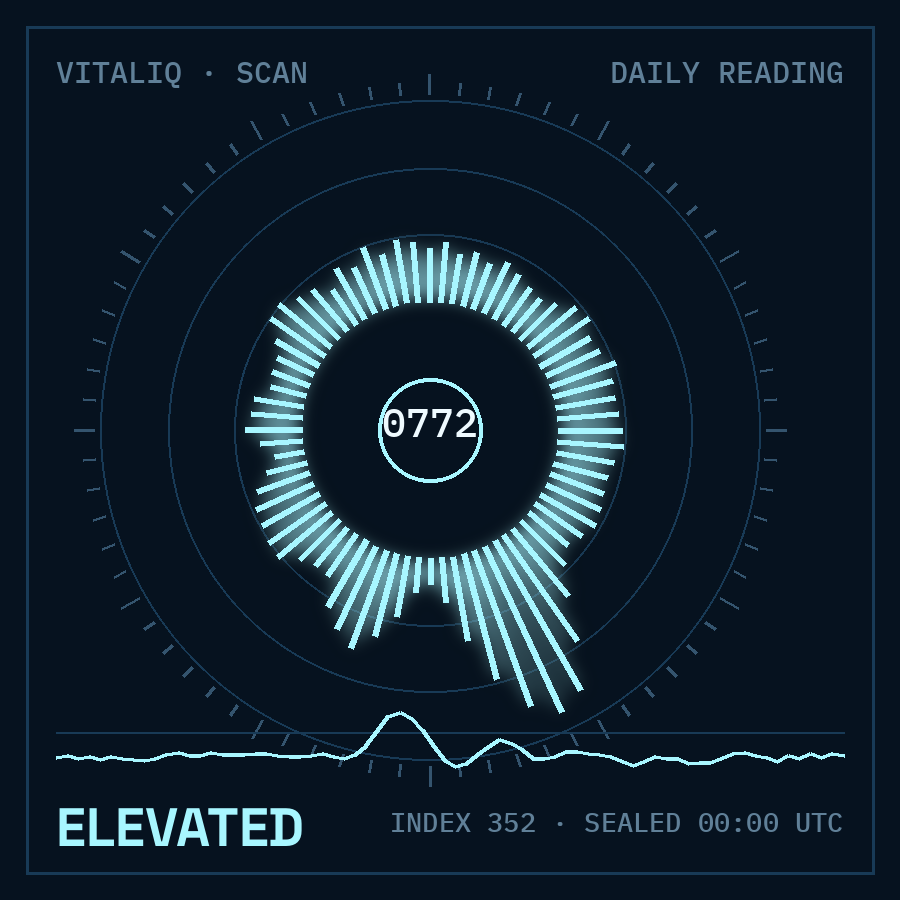 VITALIQ · SCAN
DAILY READING
0772
ELEVATED
INDEX 352 · SEALED 00:00 UTC